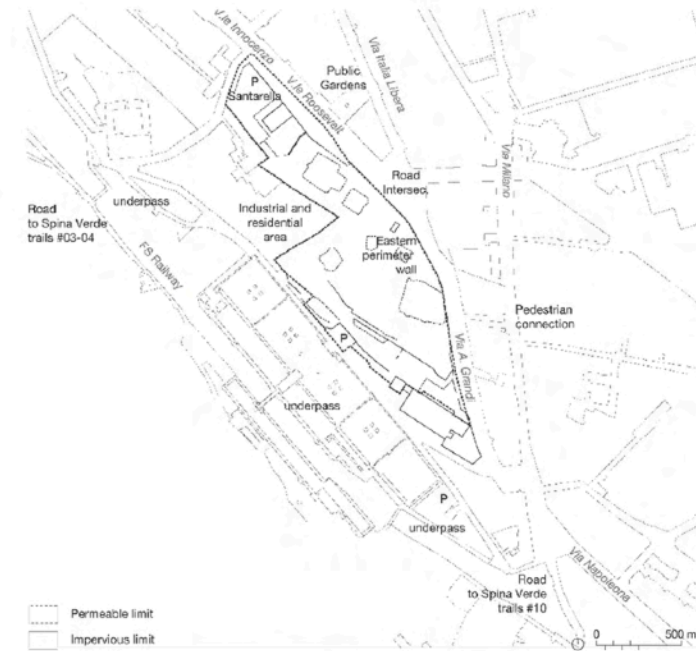 V.le Innocenzo
V.le Roosevelt
Via Italia Libera
Public
Gardens
P
Santarella
Via Milano
Road
Intersec.
underpass
Road
to Spina Verde
trails #03-04
Industrial and
residential
area
Eastern
perimeter
wall
FS Railway
Pedestrian
connection
P
Via A. Grandi
underpass
P
underpass
Via Napoleona
Road
to Spina Verde
trails #10
Permeable limit
Impervious limit
0
500 m